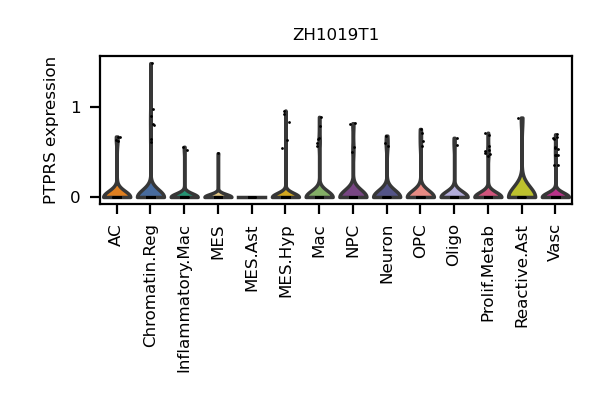 ZH1019T1
PTPRS expression
1
0
AC
Chromatin.Reg
Inflammatory.Mac
MES
MES.Ast
MES.Hyp
Mac
NPC
Neuron
OPC
Oligo
Prolif.Metab
Reactive.Ast
Vasc